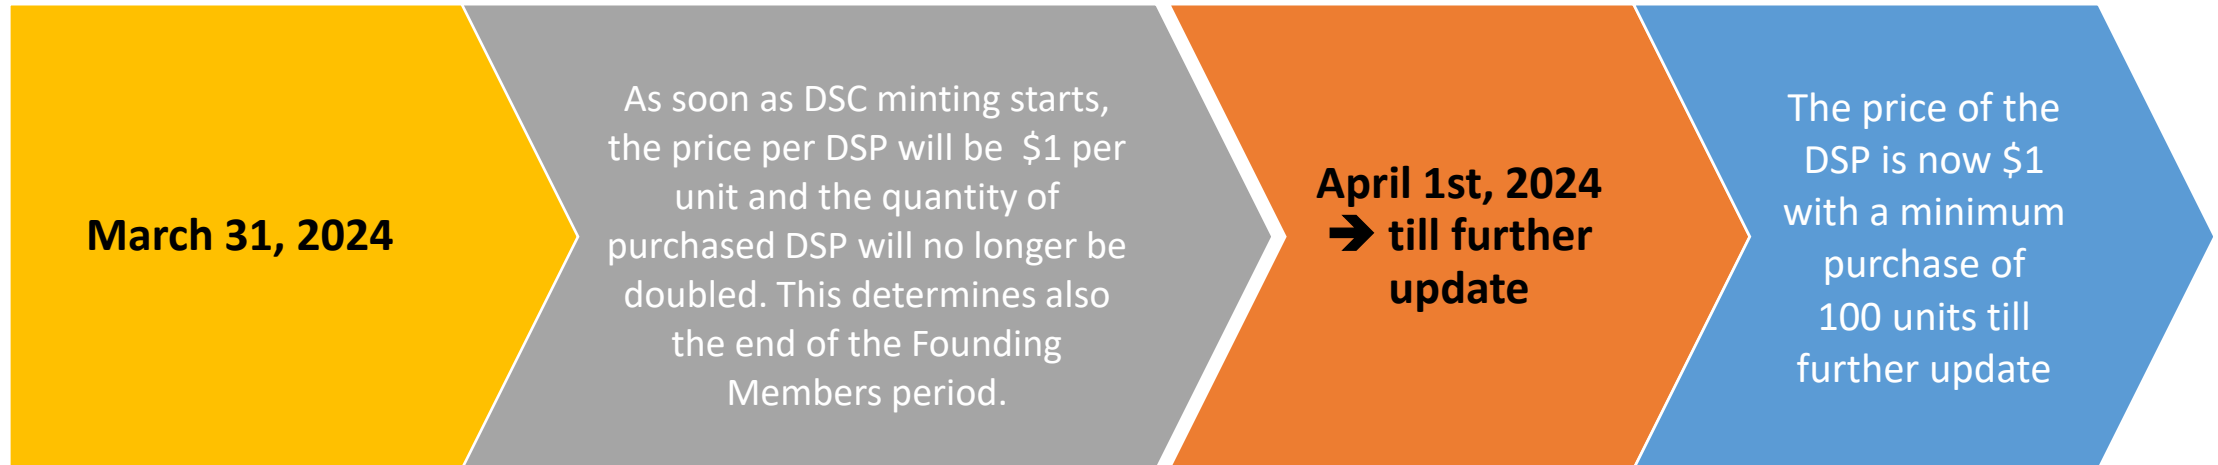 March 31, 2024
As soon as DSC minting starts,
the price per DSP will be  $1 per
unit and the quantity of
purchased DSP will no longer be
doubled. This determines also
the end of the Founding
Members period.
April 1st, 2024
➔ till further
update
The price of the
DSP is now $1
with a minimum
purchase of
100 units till
further update